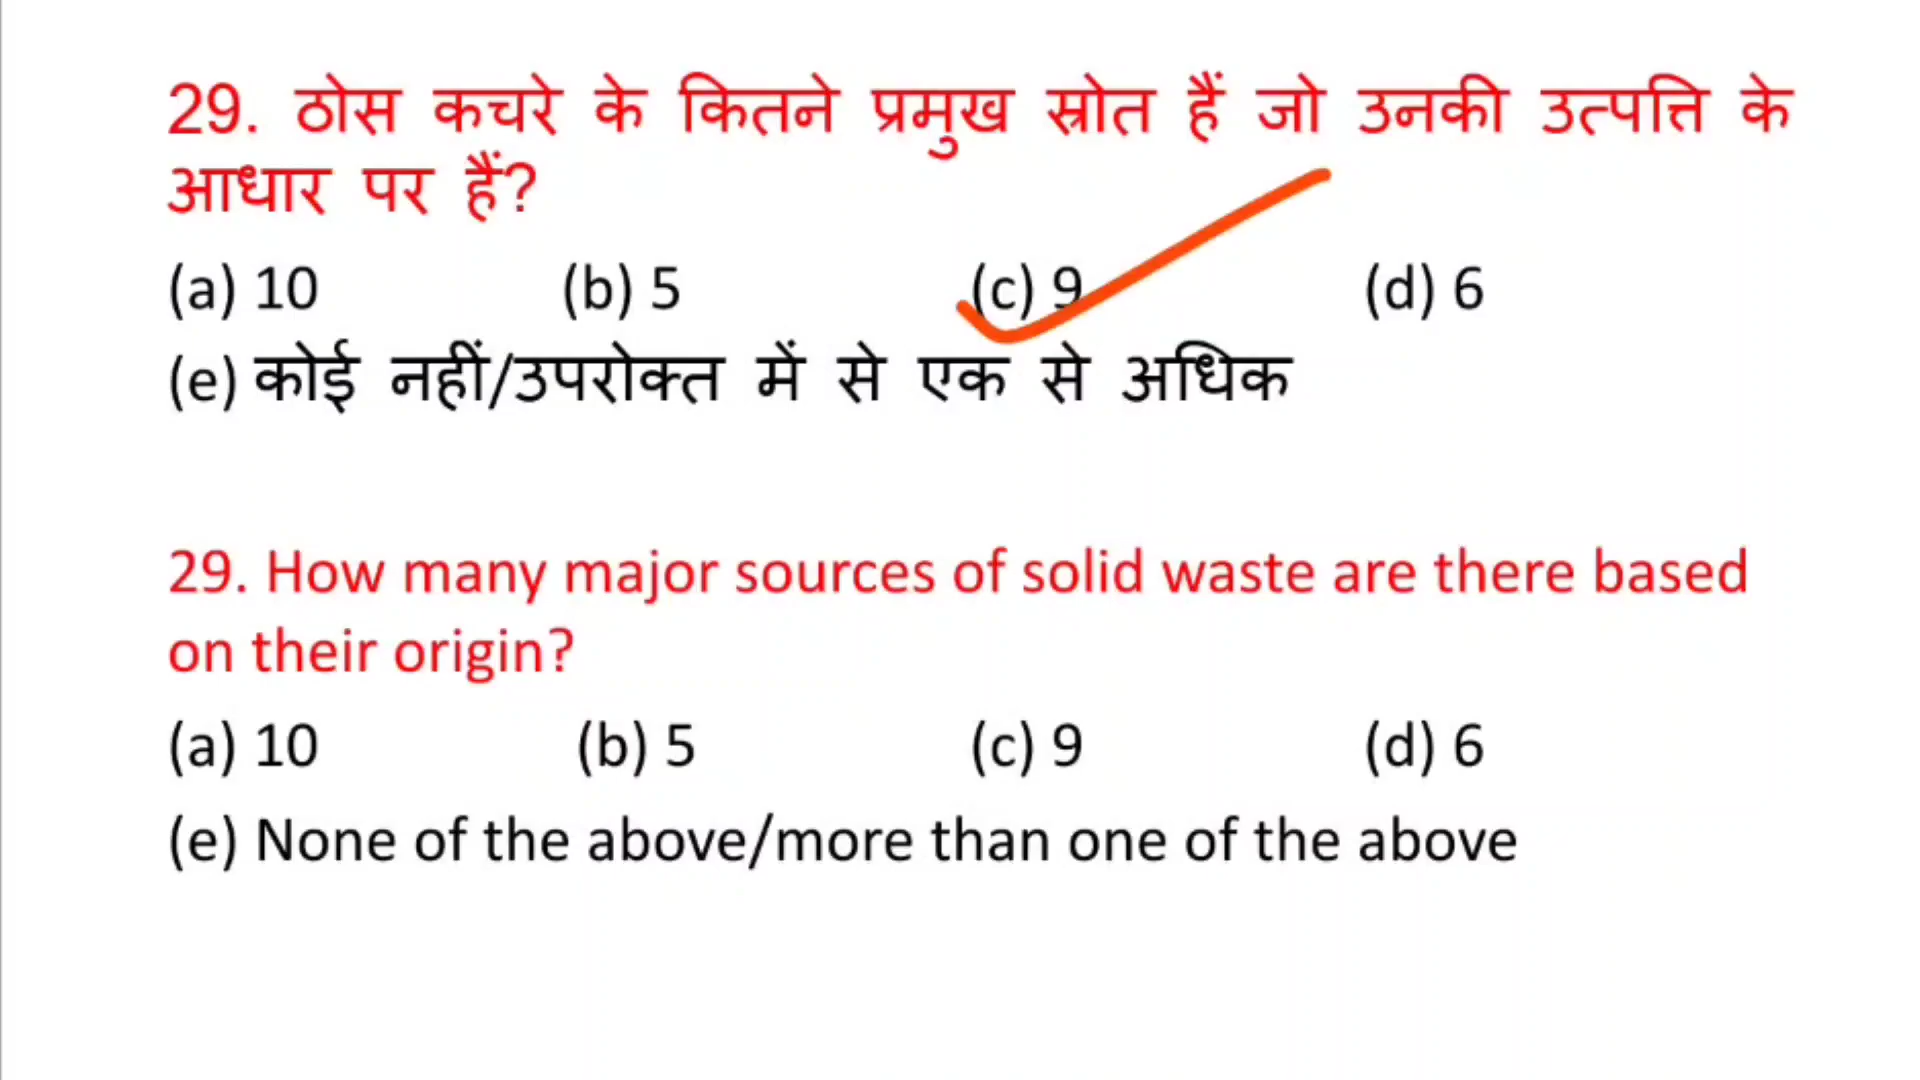 29. ठोस कचरे के कितने प्रमुख स्रोत हैं जो उनकी उत्पत्ति के
आधार पर हैं?
(a) 10 (b) 5 (c) 9 (d) 6
(e) कोई नहीं/उपरोक्त में से एक से अधिक
29. How many major sources of solid waste are there based
on their origin?
(a) 10 (b) 5 (c) 9 (d) 6
(e) None of the above/more than one of the above